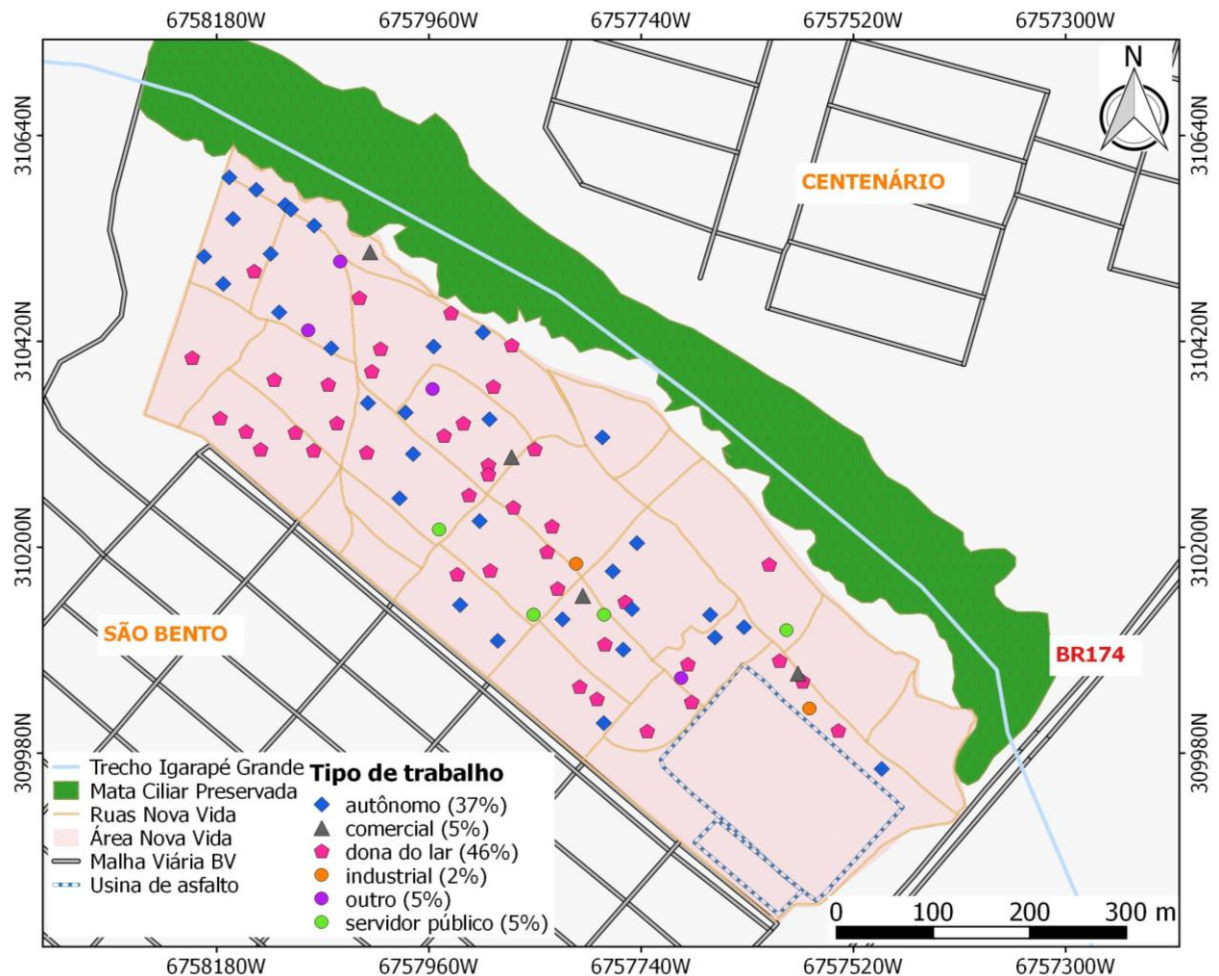 6758180W 6757960W 6757740W 6757520W 6757300W
N
310640N 310640N
CENTENÁRIO
310420N 310420N
310200N 310200N
SÃO BENTO
BR174
309980N 309980N
Trecho Igarapé Grande
Mata Ciliar Preservada
Ruas Nova Vida
Área Nova Vida
Malha Viária BV
Usina de asfalto
Tipo de trabalho
autônomo (37%)
comercial (5%)
dona do lar (46%)
industrial (2%)
outro (5%)
servidor público (5%)
0 100 200 300 m
6758180W 6757960W 6757740W 6757520W 6757300W